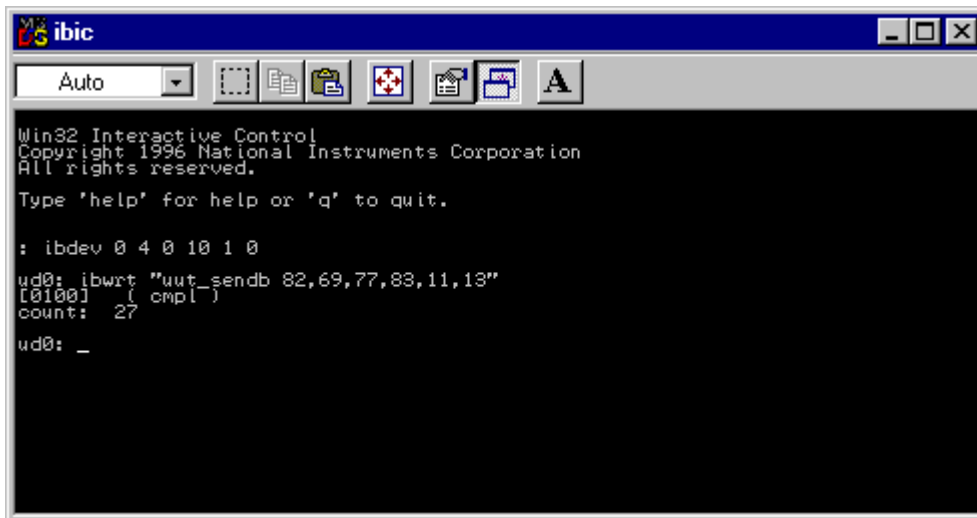 ibic
Auto
A
Win32 Interactive Control
Copyright 1996 National Instruments Corporation
All rights reserved.
Type 'help' for help or 'q' to quit.
: ibdev 0 4 0 10 1 0
ud0: ibwrt "uut_sendb 82,69,77,83,11,13"
[0100]   ( cmpl )
count:  27
ud0: _